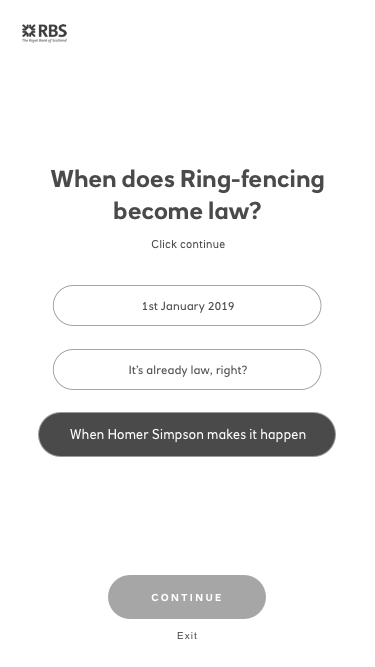 RBS
The Royal Bank of Scotland
When does Ring-fencing
become law?
Click continue
1st January 2019
It's already law, right?
When Homer Simpson makes it happen
CONTINUE
Exit